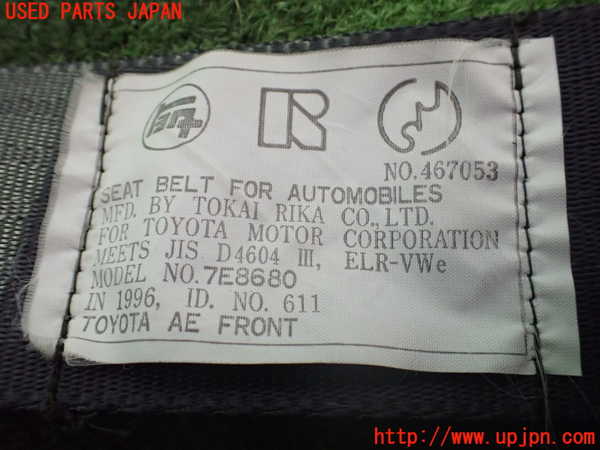 USED PARTS JAPAN
NO.467053
SEAT BELT FOR AUTOMOBILES
MFD. BY TOKAI RIKA CO., LTD.
FOR TOYOTA MOTOR CORPORATION
MEETS JIS D4604 III, ELR-VWe
MODEL NO.7E8680
IN 1996, ID. NO. 611
TOYOTA AE FRONT
http://www.upjpn.com/